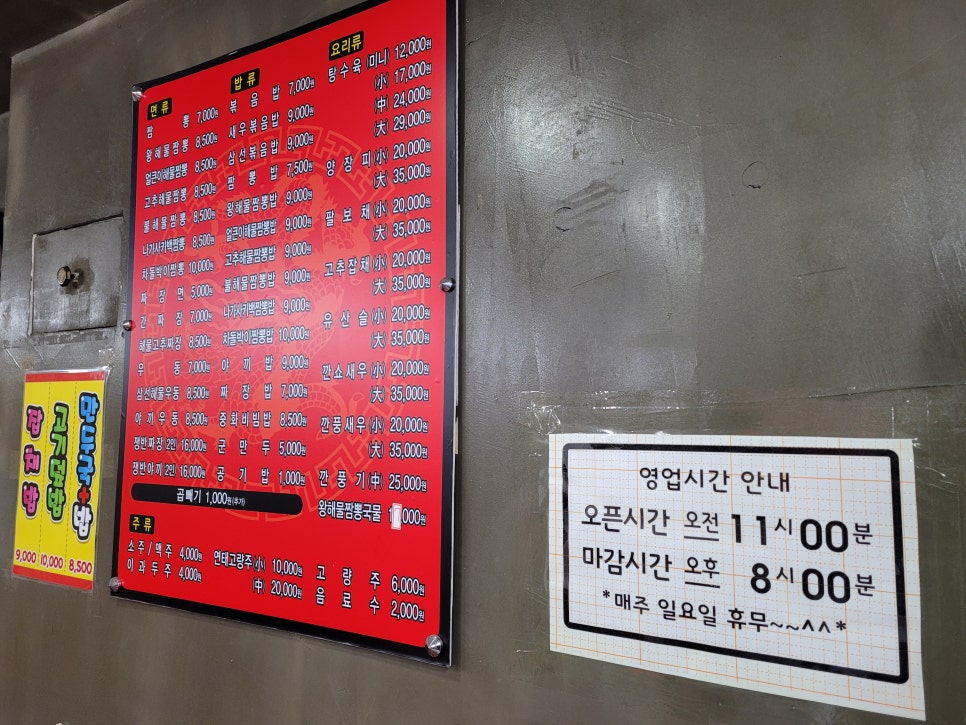 면류
짬뽕 7,000원
왕해물짬뽕 8,500원
얼큰이해물짬뽕 8,500원
고추해물짬뽕 8,500원
불해물짬뽕 8,500원
나가사키백짬뽕 8,500원
차돌박이짬뽕 10,000원
짜장면 5,000원
간짜장 7,000원
해물고추짜장 8,500원
우동 7,000원
삼선해물우동 8,500원
야끼우동 8,500원
쟁반짜장 2인 16,000원
쟁반야끼 2인 16,000원
곱빼기 1,000원(추가)
밥류
볶음밥 7,000원
새우볶음밥 9,000원
삼선볶음밥 9,000원
짬뽕밥 7,500원
왕해물짬뽕밥 9,000원
얼큰이해물짬뽕밥 9,000원
고추해물짬뽕밥 9,000원
불해물짬뽕밥 9,000원
나가사키백짬뽕밥 9,000원
차돌박이짬뽕밥 10,000원
야끼밥 9,000원
짜장밥 7,000원
중화비빔밥 8,500원
군만두 5,000원
공기밥 1,000원
요리류
탕수육 (미니) 12,000원
(小) 17,000원
(中) 24,000원
(大) 29,000원
양장피 (小) 20,000원
(大) 35,000원
팔보채 (小) 20,000원
(大) 35,000원
고추잡채 (小) 20,000원
(大) 35,000원
유산슬 (小) 20,000원
(大) 35,000원
깐쇼새우 (小) 20,000원
(大) 35,000원
깐풍새우 (小) 20,000원
(大) 35,000원
깐풍기 (中) 25,000원
왕해물짬뽕국물
주류
소주/맥주 4,000원
이과두주 4,000원
연태고량주 (小) 10,000원
(中) 20,000원
고량주 6,000원
음료수 2,000원
만두국+밥
고기덮밥
잡채밥
9,000 10,000 8,500
영업시간 안내
오픈시간 오전 11시 00분
마감시간 오후 8시 00분
*매주 일요일 휴무~~^^*